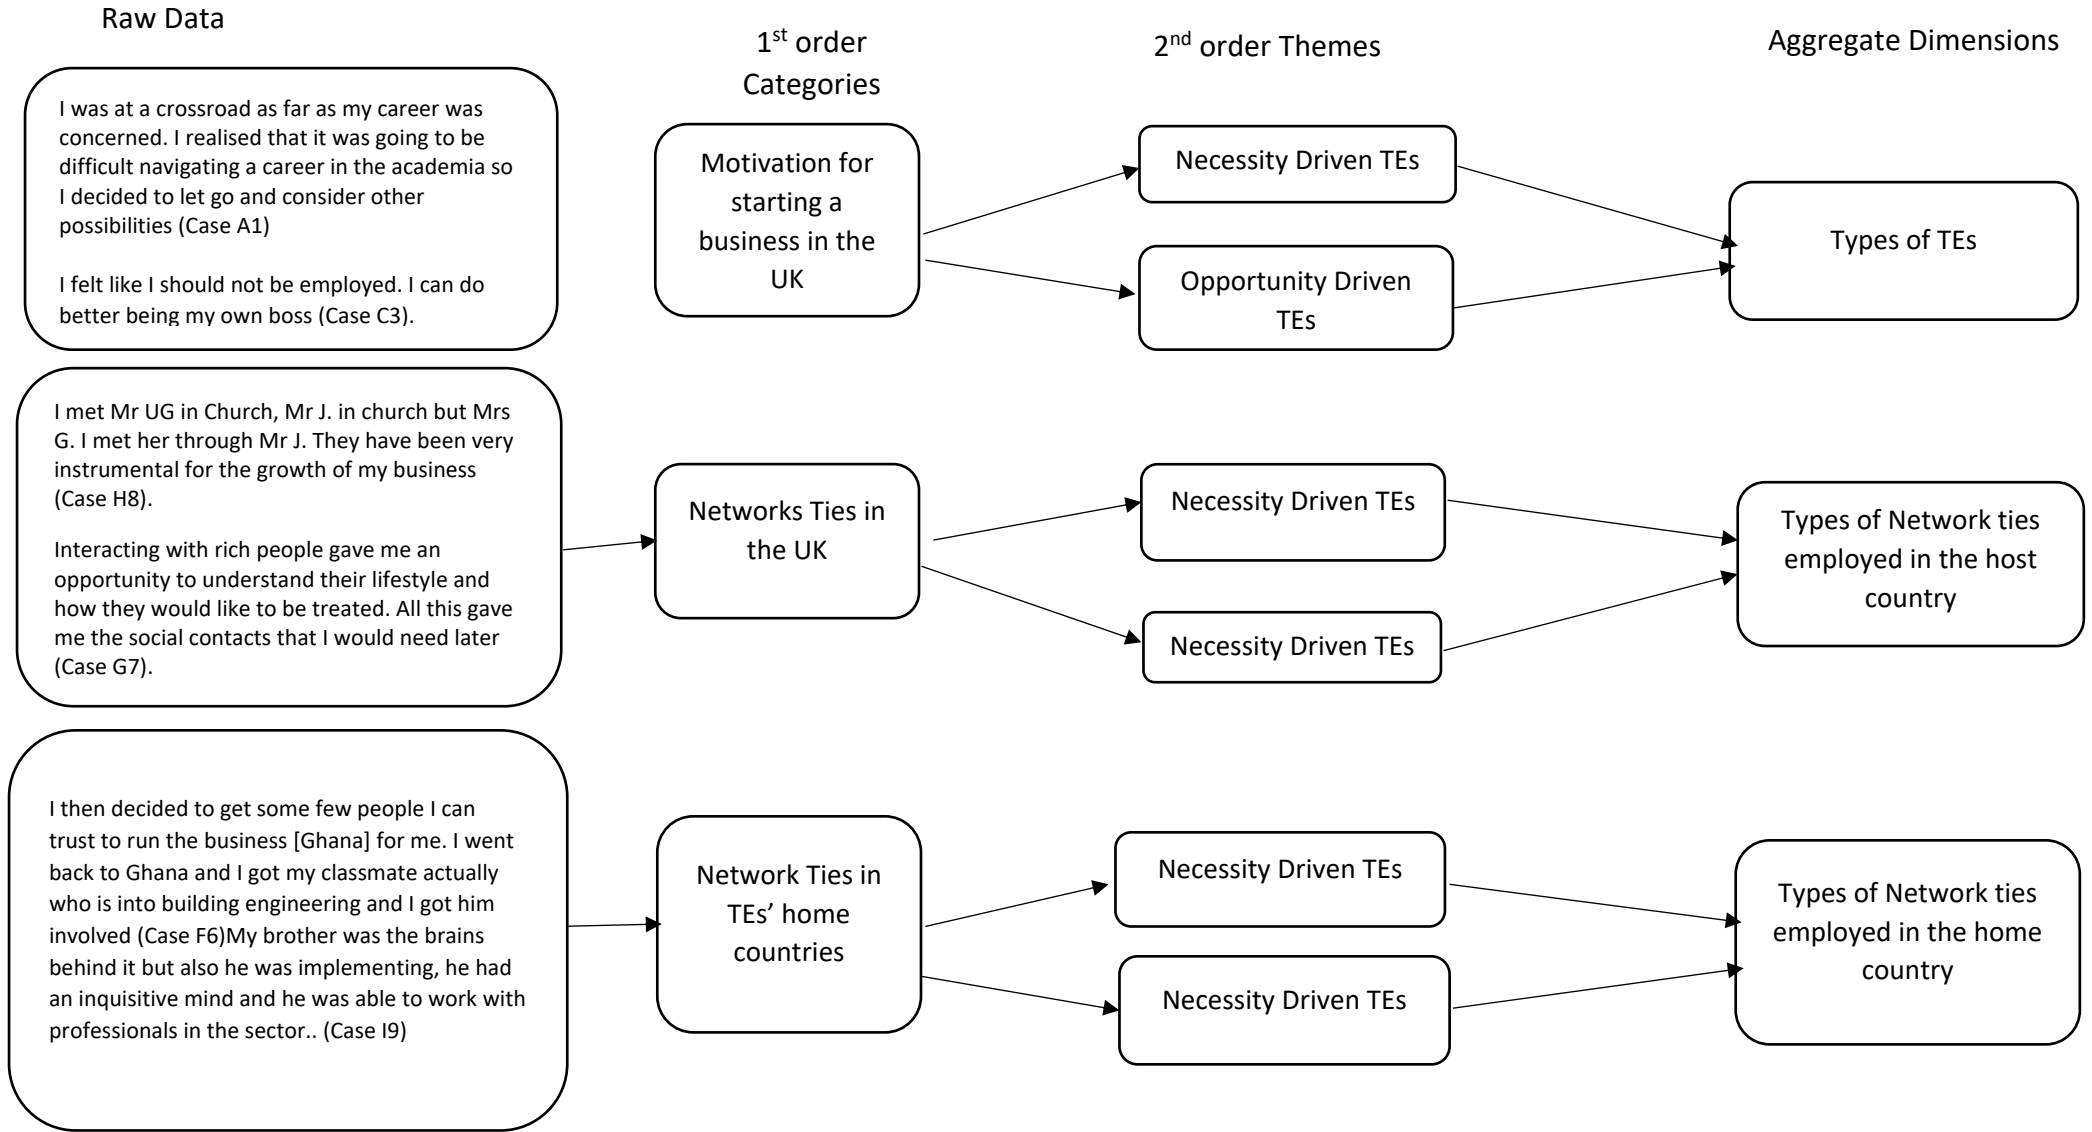 Raw Data
1st order
Categories
2nd order Themes
Aggregate Dimensions
I was at a crossroad as far as my career was
concerned. I realised that it was going to be
difficult navigating a career in the academia so
I decided to let go and consider other
possibilities (Case A1)
I felt like I should not be employed. I can do
better being my own boss (Case C3).
Motivation for
starting a
business in the
UK
Necessity Driven TEs
Opportunity Driven
TEs
Types of TEs
I met Mr UG in Church, Mr J. in church but Mrs
G. I met her through Mr J. They have been very
instrumental for the growth of my business
(Case H8).
Interacting with rich people gave me an
opportunity to understand their lifestyle and
how they would like to be treated. All this gave
me the social contacts that I would need later
(Case G7).
Networks Ties in
the UK
Necessity Driven TEs
Necessity Driven TEs
Types of Network ties
employed in the host
country
I then decided to get some few people I can
trust to run the business [Ghana] for me. I went
back to Ghana and I got my classmate actually
who is into building engineering and I got him
involved (Case F6)My brother was the brains
behind it but also he was implementing, he had
an inquisitive mind and he was able to work with
professionals in the sector.. (Case I9)
Network Ties in
TEs’ home
countries
Necessity Driven TEs
Necessity Driven TEs
Types of Network ties
employed in the home
country